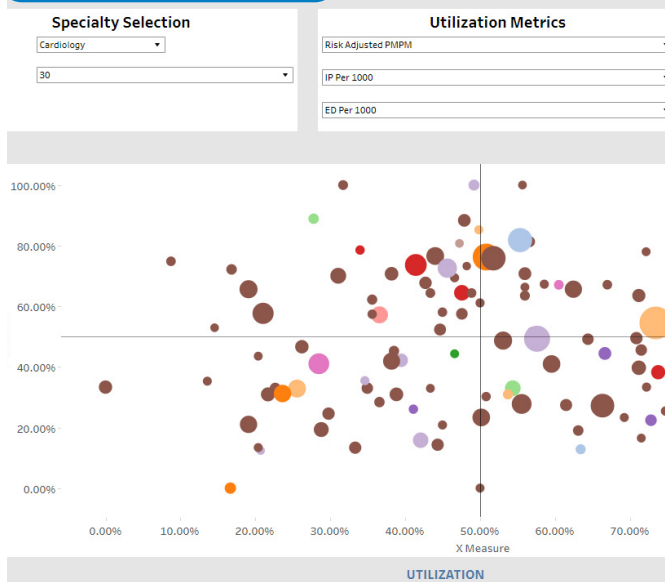 Specialty Selection
Cardiology
30
Utilization Metrics
Risk Adjusted PMPM
IP Per 1000
ED Per 1000
100.00%
80.00%
60.00%
40.00%
20.00%
0.00%
0.00% 10.00% 20.00% 30.00% 40.00% 50.00% 60.00% 70.00%
X Measure
UTILIZATION